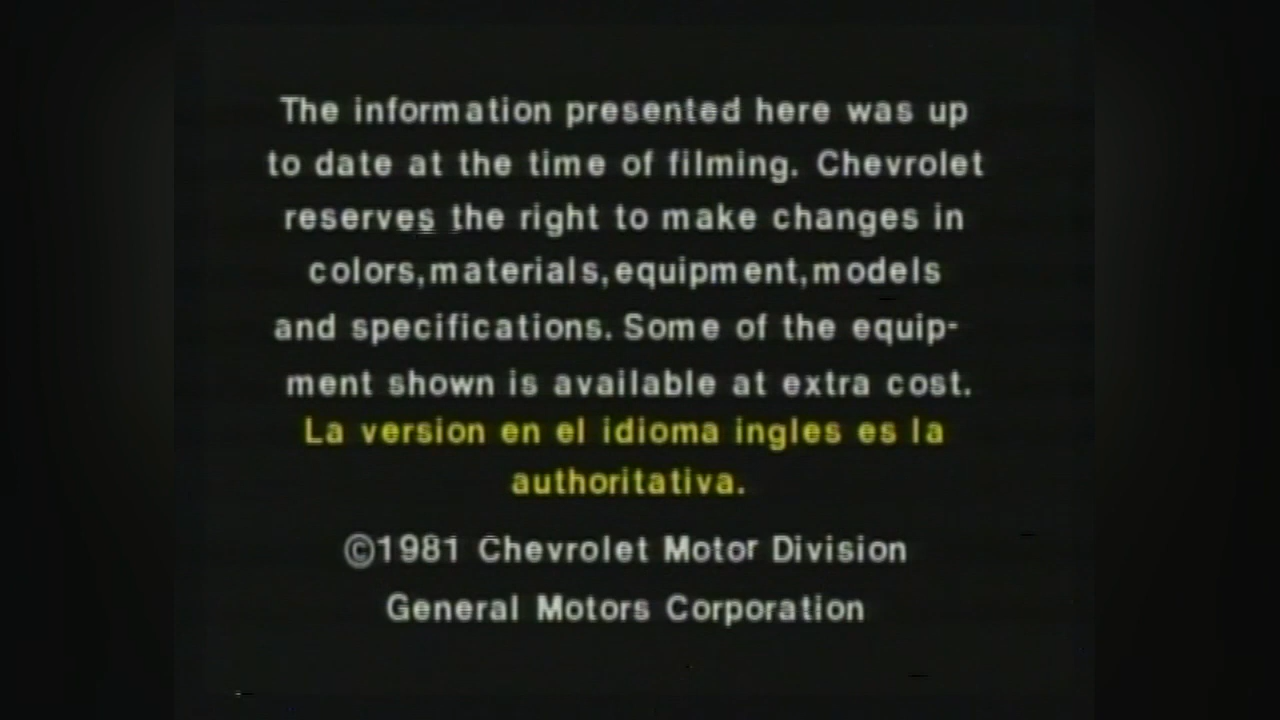 The information presented here was up
to date at the time of filming. Chevrolet
reserves the right to make changes in
colors,materials,equipment,models
and specifications. Some of the equip-
ment shown is available at extra cost.
La version en el idioma ingles es la
authoritativa.
©1981 Chevrolet Motor Division
General Motors Corporation